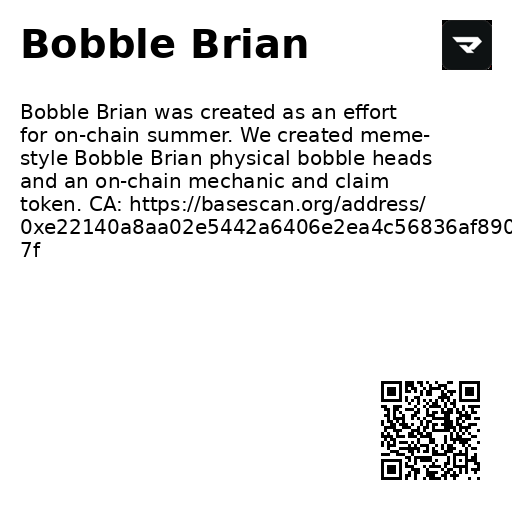 Bobble Brian
Bobble Brian was created as an effort
for on-chain summer. We created meme-
style Bobble Brian physical bobble heads
and an on-chain mechanic and claim
token. CA: https://basescan.org/address/
0xe22140a8aa02e5442a6406e2ea4c56836af890
7f